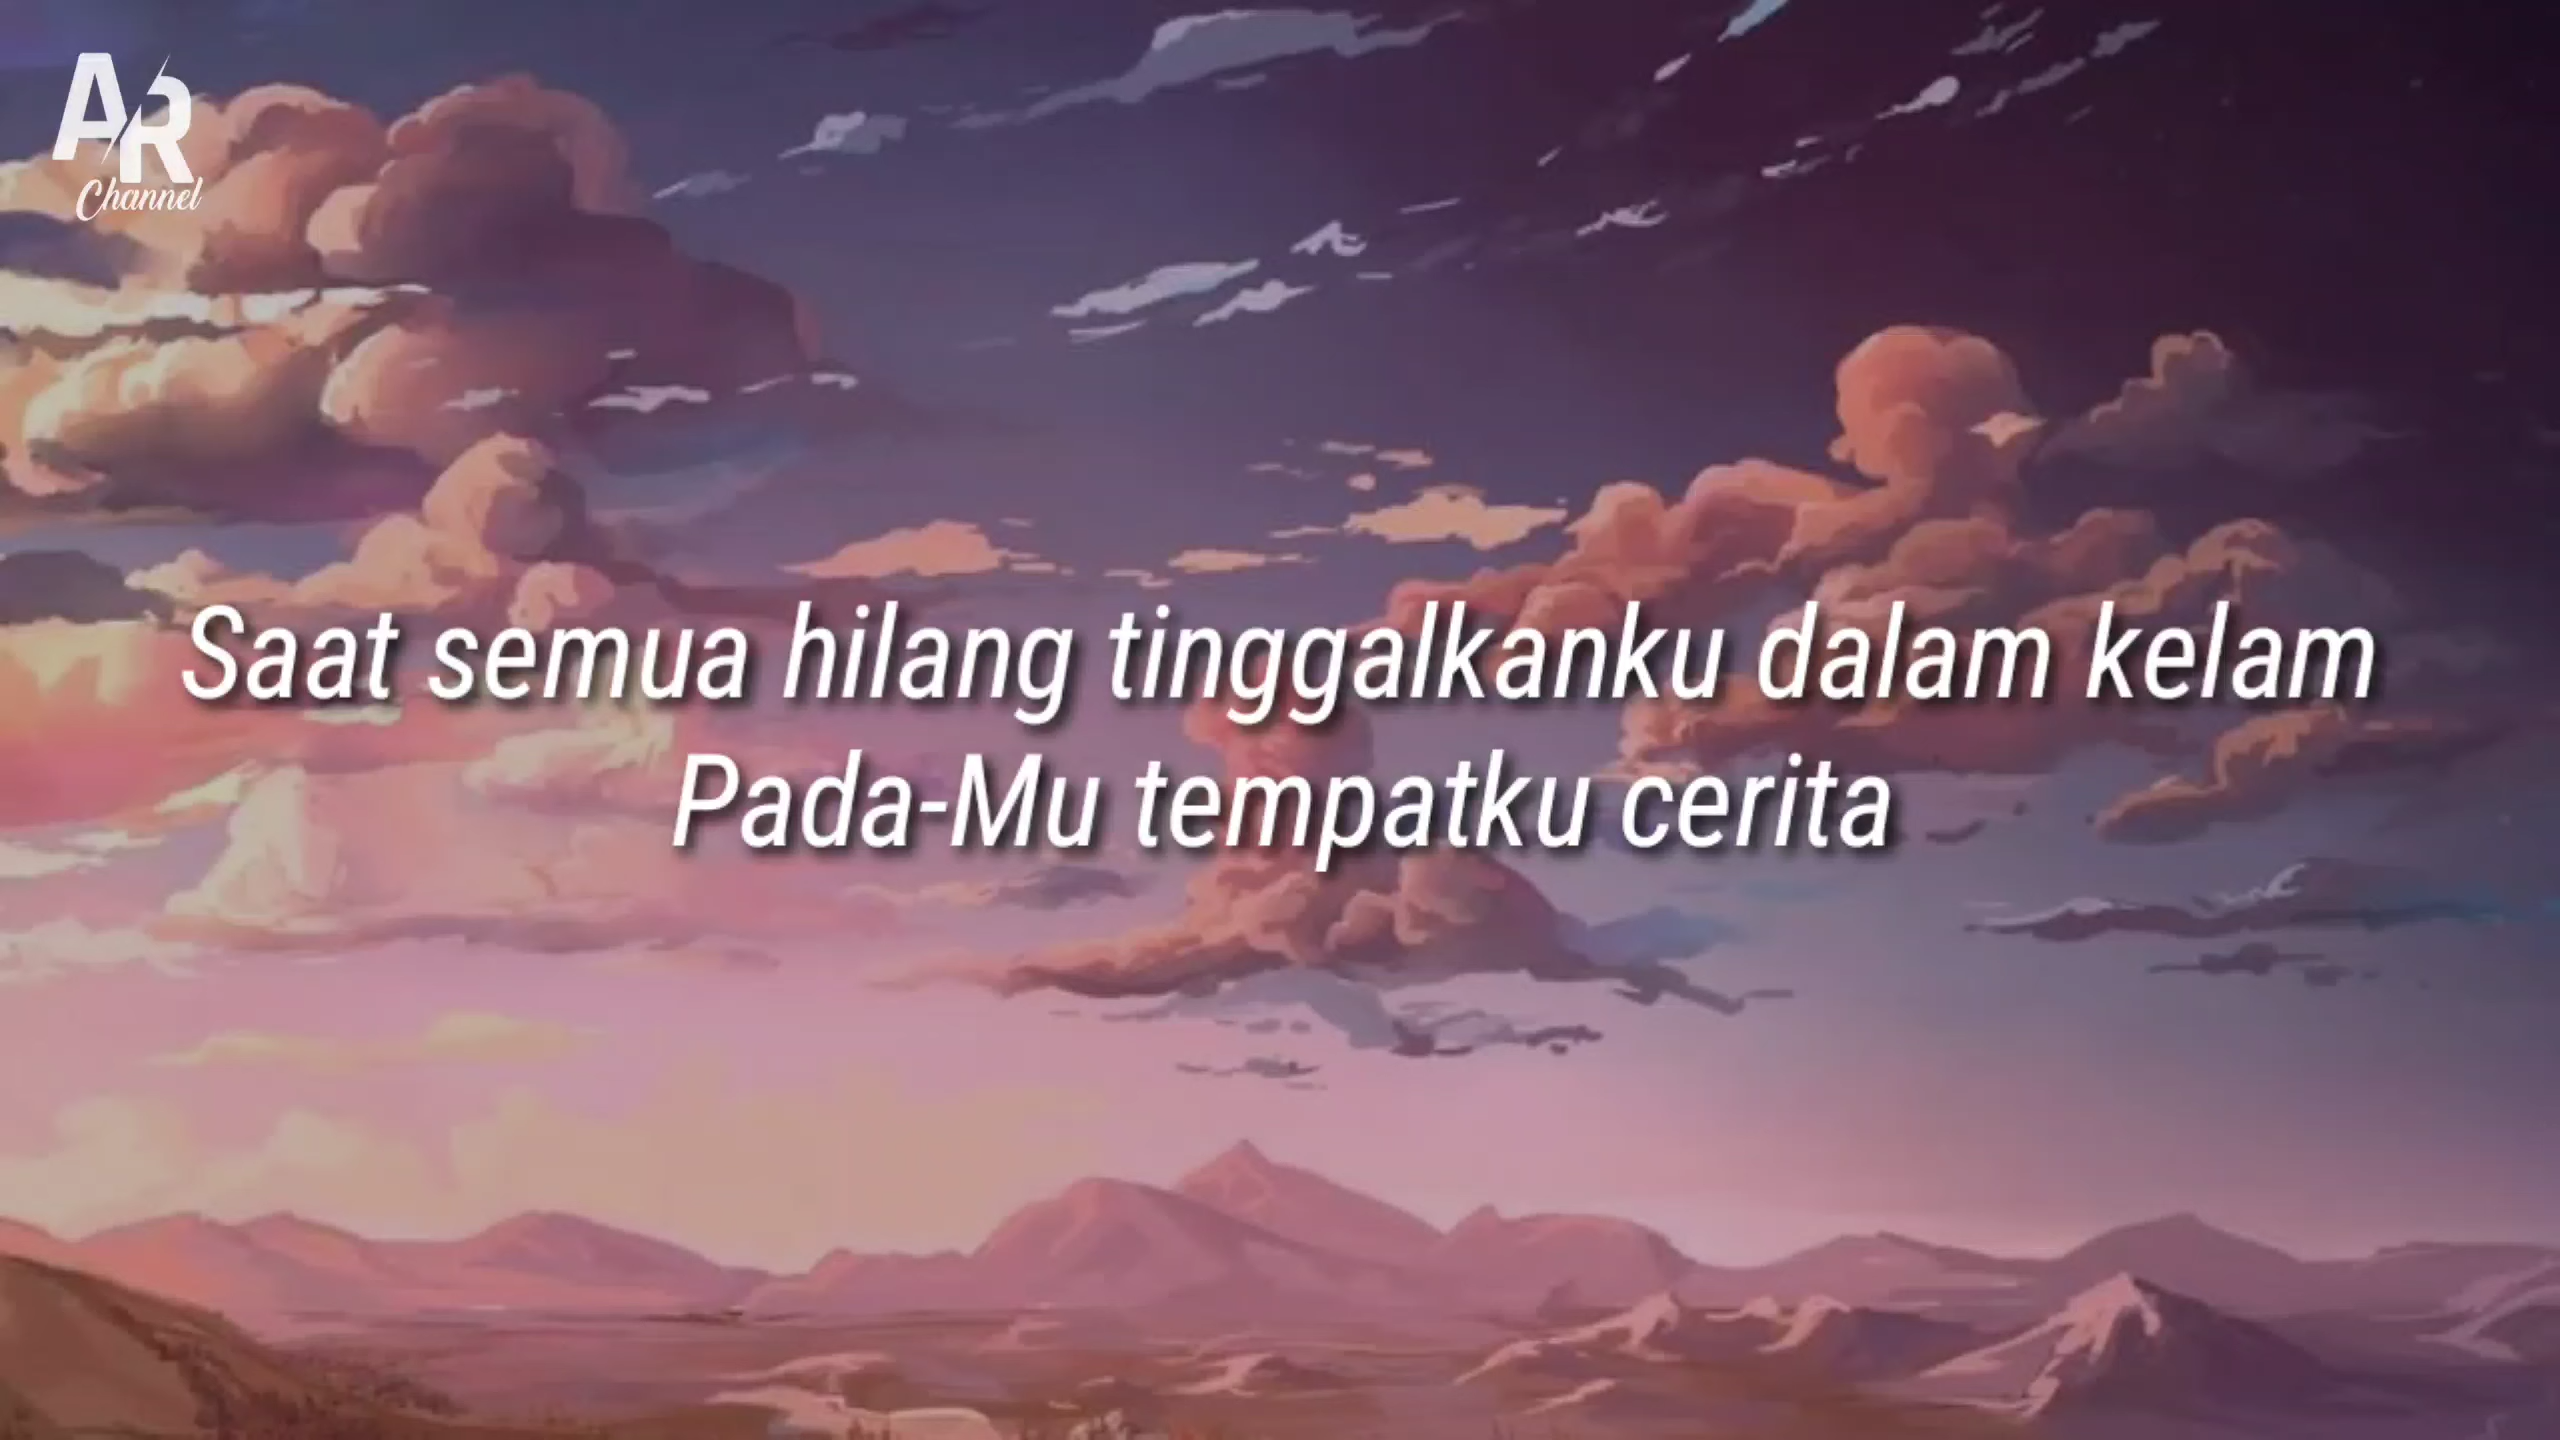 AR
Channel
Saat semua hilang tinggalkanku dalam kelam
Pada-Mu tempatku cerita